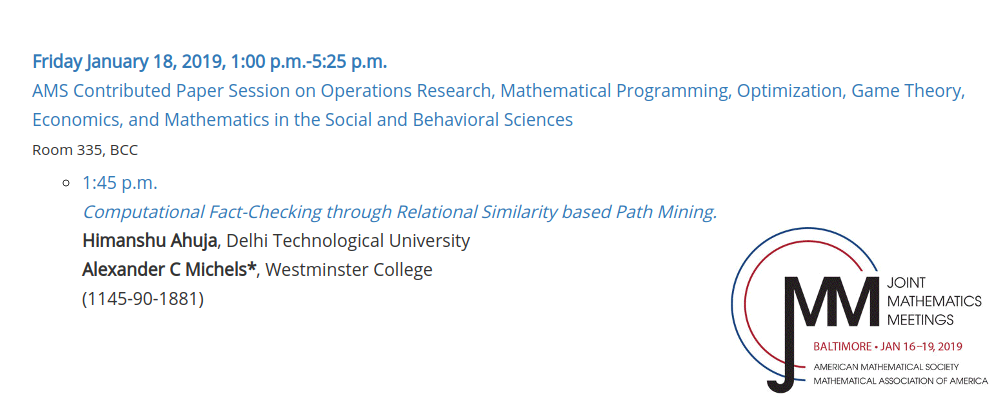 Friday January 18, 2019, 1:00 p.m.-5:25 p.m.
AMS Contributed Paper Session on Operations Research, Mathematical Programming, Optimization, Game Theory,
Economics, and Mathematics in the Social and Behavioral Sciences
Room 335, BCC
1:45 p.m.
Computational Fact-Checking through Relational Similarity based Path Mining.
Himanshu Ahuja, Delhi Technological University
Alexander C Michels*, Westminster College
(1145-90-1881)
JMM
JOINT
MATHEMATICS
MEETINGS
BALTIMORE • JAN 16–19, 2019
AMERICAN MATHEMATICAL SOCIETY
MATHEMATICAL ASSOCIATION OF AMERICA